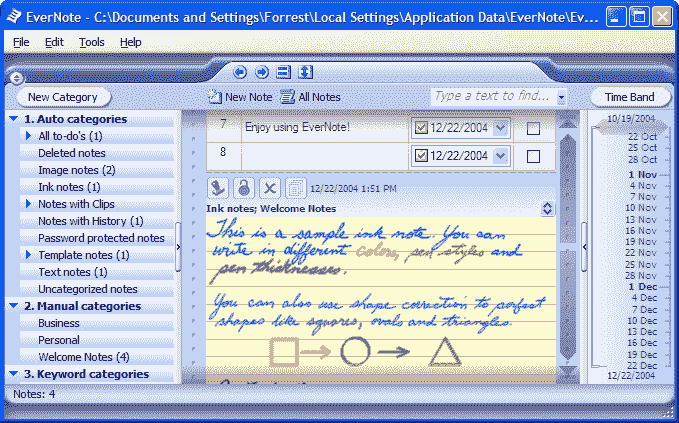 EverNote - C:\Documents and Settings\Forrest\Local Settings\Application Data\EverNote\Ev...
File Edit Tools Help
New Category
New Note All Notes Type a text to find... Time Band
1. Auto categories
All to-do's (1)
Deleted notes
Image notes (2)
Ink notes (1)
Notes with Clips
Notes with History (1)
Password protected notes
Template notes (1)
Text notes (1)
Uncategorized notes
2. Manual categories
Business
Personal
Welcome Notes (4)
3. Keyword categories
7 Enjoy using EverNote! 12/22/2004
8 12/22/2004
12/22/2004 1:51 PM
Ink notes; Welcome Notes
This is a sample ink note. You can
write in different colors, pen styles and
pen thicknesses.
You can also use shape correction to perfect
shapes like squares, ovals and triangles.
10/19/2004
22 Oct
25 Oct
28 Oct
1 Nov
4 Nov
7 Nov
10 Nov
13 Nov
16 Nov
19 Nov
22 Nov
25 Nov
28 Nov
1 Dec
4 Dec
7 Dec
10 Dec
13 Dec
16 Dec
19 Dec
22 Dec
12/22/2004
Notes: 4